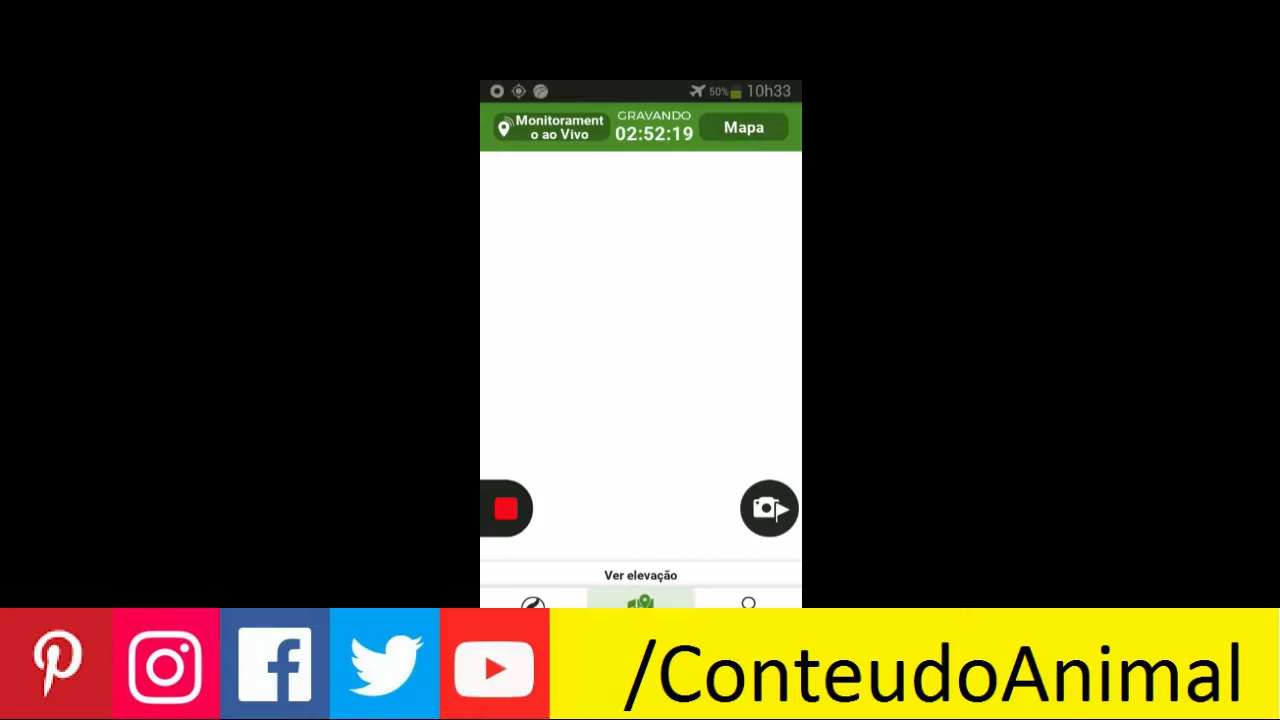 50% 10h33
Monitorament
o ao Vivo
GRAVANDO
02:52:19
Mapa
Ver elevação
/ConteudoAnimal